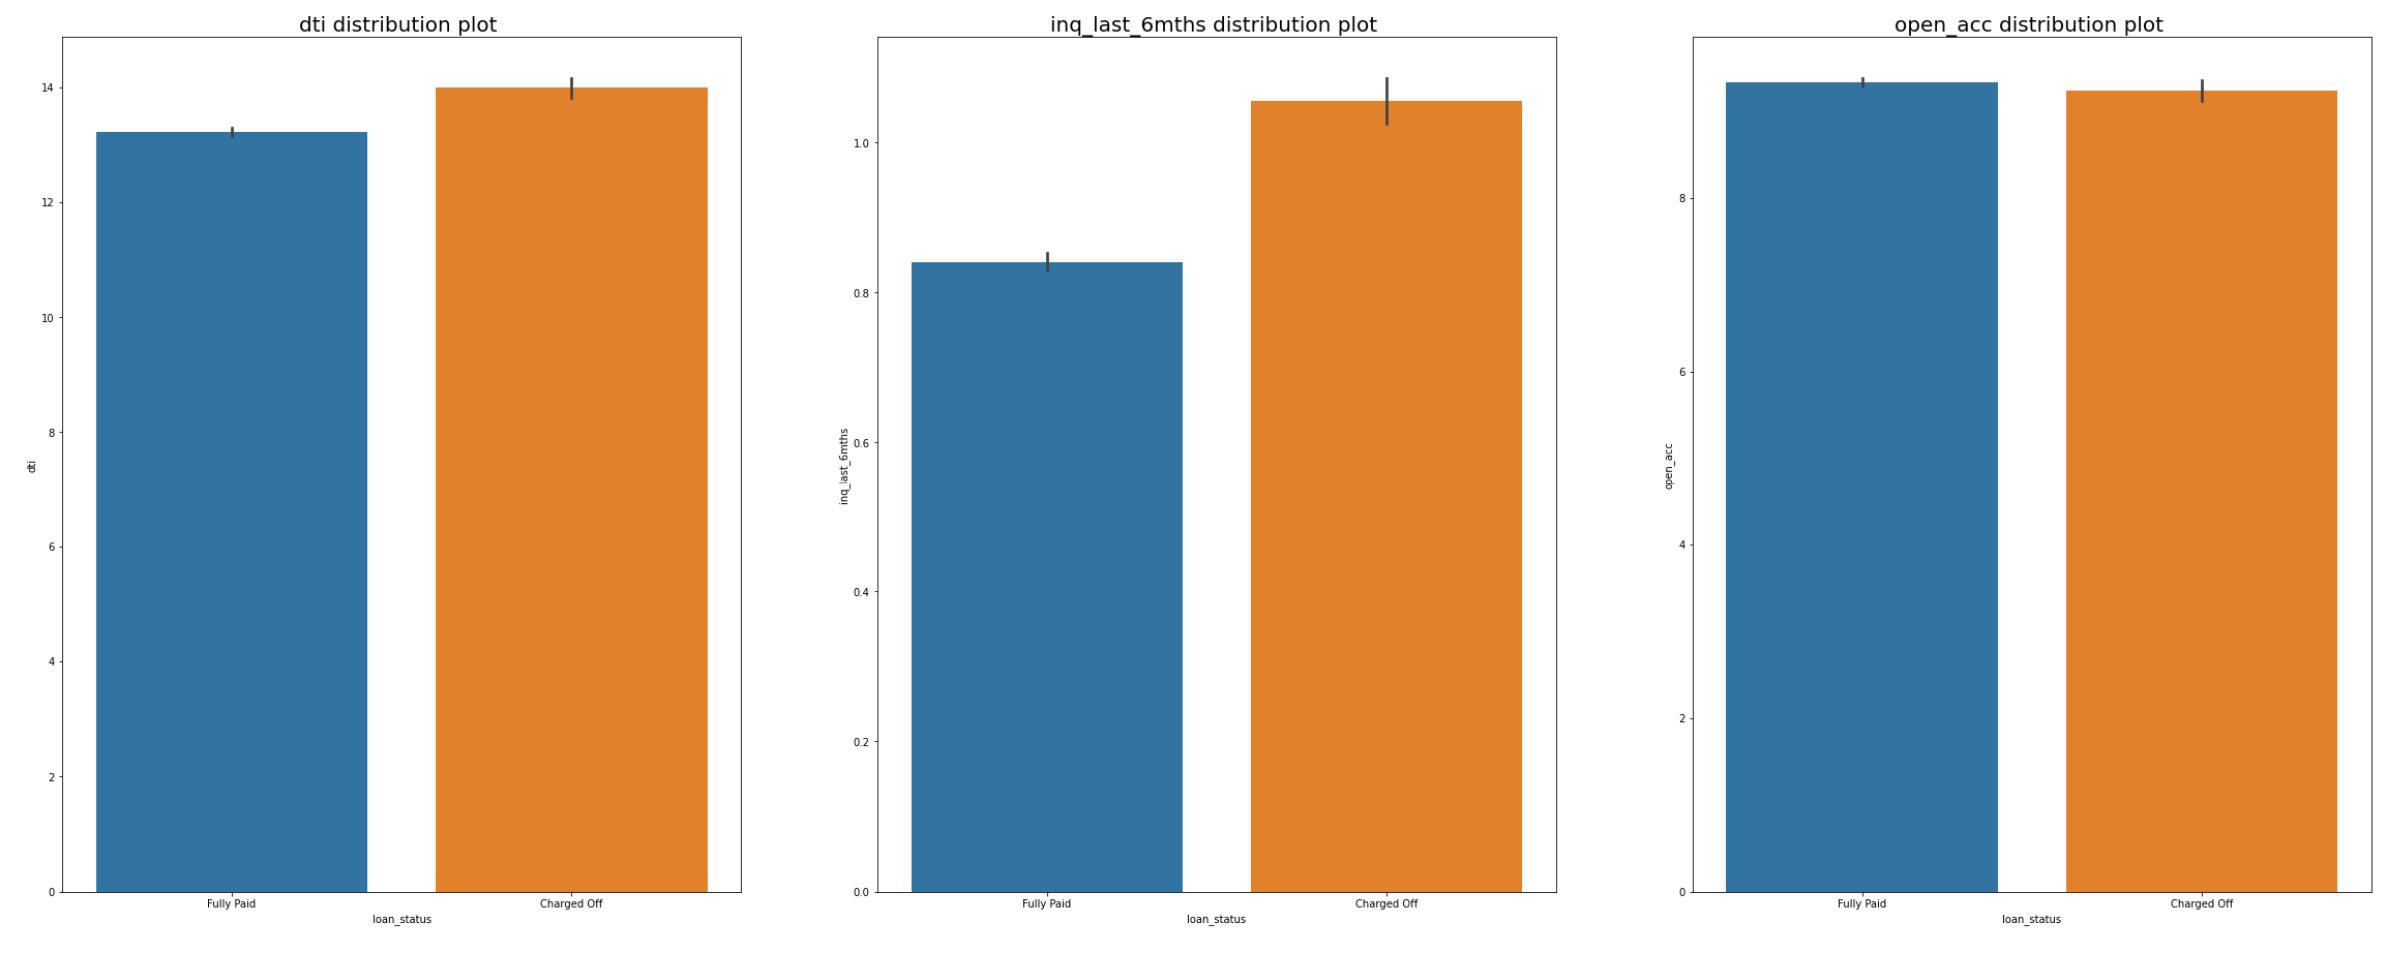 dti distribution plot
14
12
10
8
6
4
2
0
dti
Fully Paid
Charged Off
loan_status
inq_last_6mths distribution plot
1.0
0.8
0.6
0.4
0.2
0.0
inq_last_6mths
Fully Paid
Charged Off
loan_status
open_acc distribution plot
8
6
4
2
0
open_acc
Fully Paid
Charged Off
loan_status